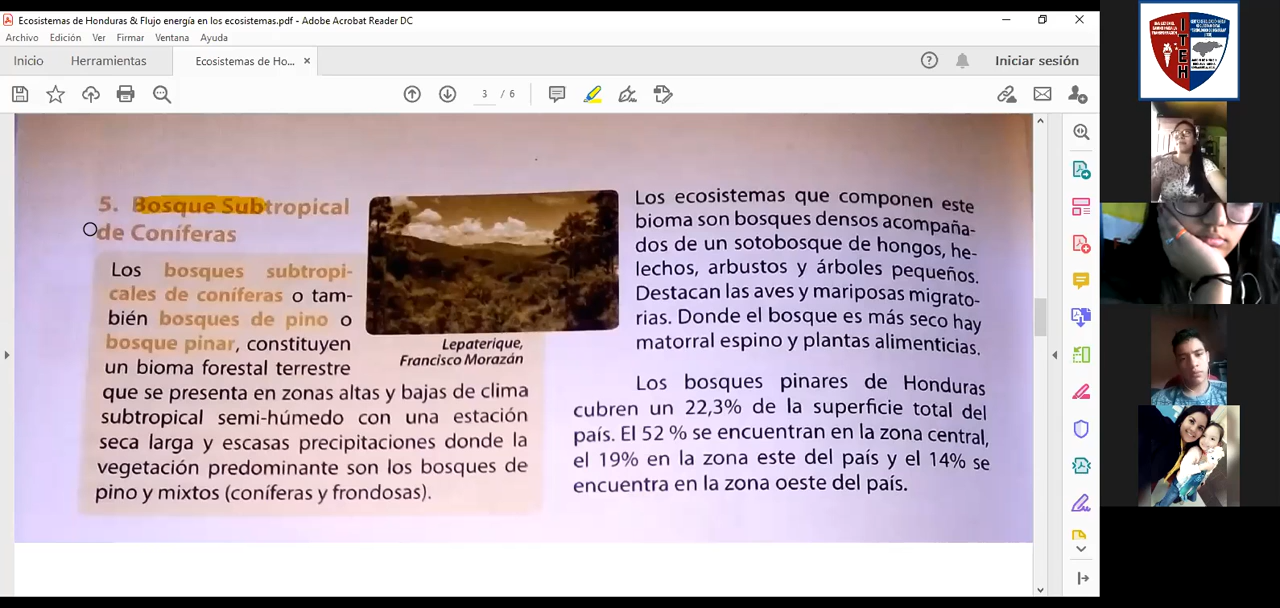 Ecosistemas de Honduras & Flujo energía en los ecosistemas.pdf - Adobe Acrobat Reader DC
Archivo Edición Ver Firmar Ventana Ayuda
Inicio Herramientas Ecosistemas de Ho... × Iniciar sesión
3 / 6
5. Bosque Subtropical
de Coníferas
Los bosques subtropi-
cales de coníferas o tam-
bién bosques de pino o
bosque pinar, constituyen
un bioma forestal terrestre
que se presenta en zonas altas y bajas de clima
subtropical semi-húmedo con una estación
seca larga y escasas precipitaciones donde la
vegetación predominante son los bosques de
pino y mixtos (coníferas y frondosas).
Lepaterique,
Francisco Morazán
Los ecosistemas que componen este
bioma son bosques densos acompaña-
dos de un sotobosque de hongos, he-
lechos, arbustos y árboles pequeños.
Destacan las aves y mariposas migrato-
rias. Donde el bosque es más seco hay
matorral espino y plantas alimenticias.
Los bosques pinares de Honduras
cubren un 22,3% de la superficie total del
país. El 52 % se encuentran en la zona central,
el 19% en la zona este del país y el 14% se
encuentra en la zona oeste del país.
ITEH